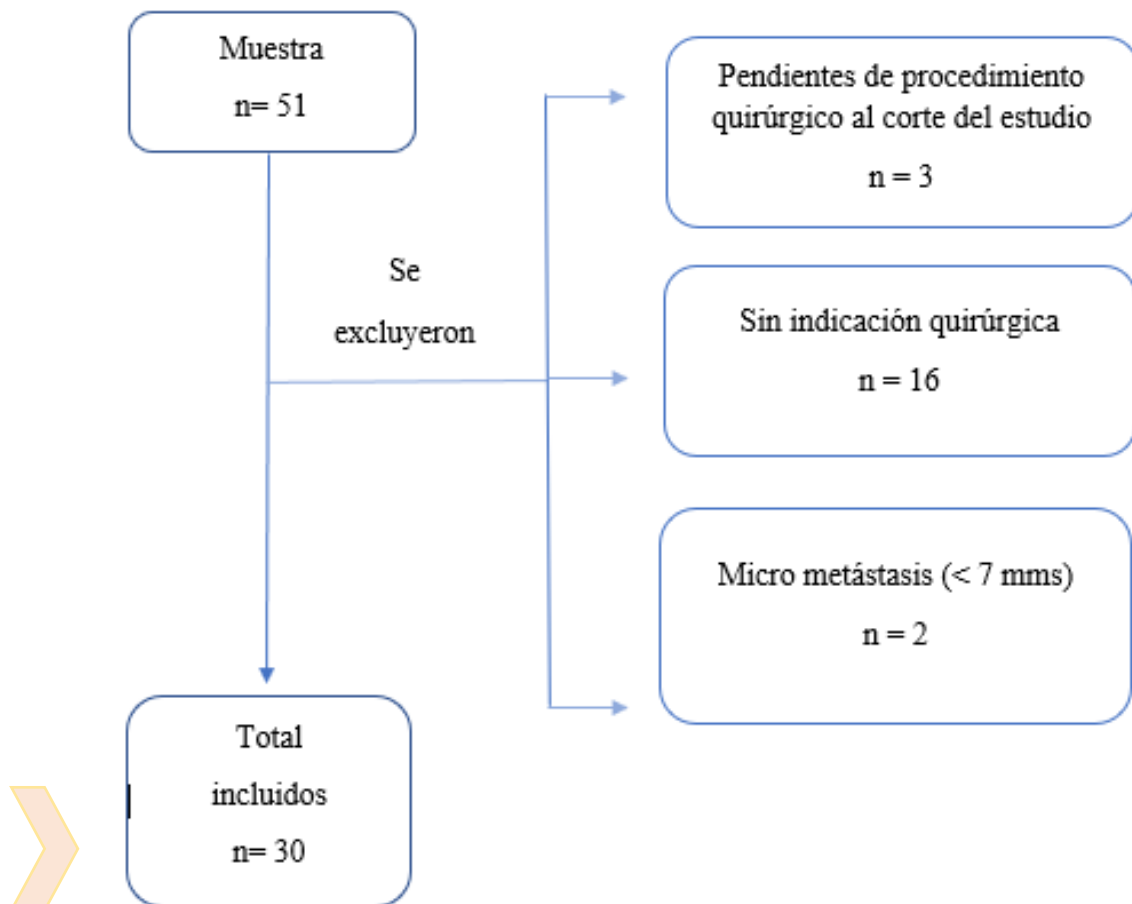 Muestra
n= 51
Pendientes de procedimiento
quirúrgico al corte del estudio
n = 3
Se
excluyeron
Sin indicación quirúrgica
n = 16
Micro metástasis (< 7 mms)
n = 2
Total
incluidos
n= 30